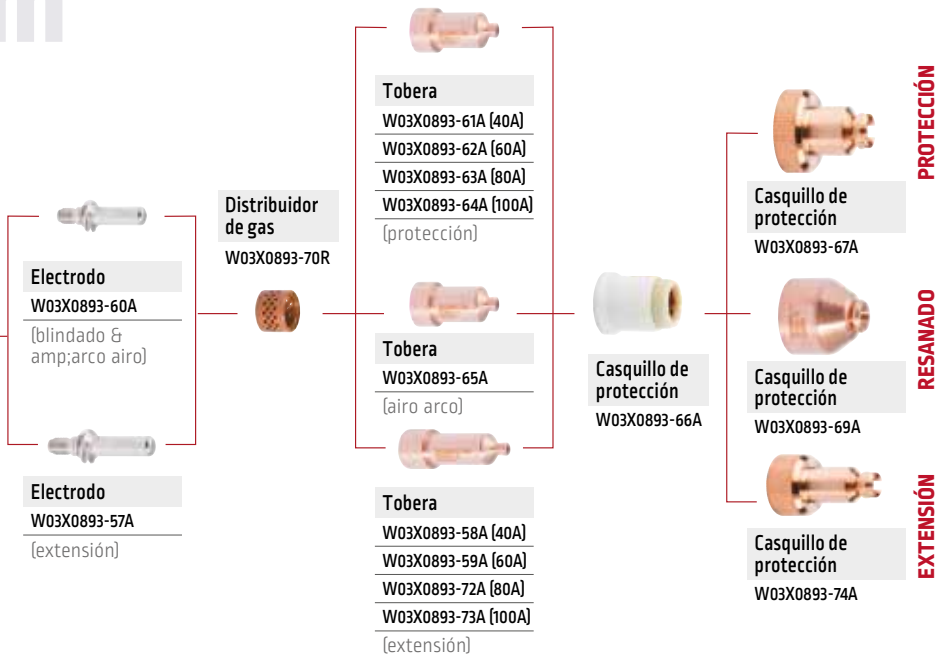 Electrodo
W03X0893-60A
(blindado &
amp;arco airo)
Electrodo
W03X0893-57A
(extensión)
Distribuidor
de gas
W03X0893-70R
Tobera
W03X0893-61A (40A)
W03X0893-62A (60A)
W03X0893-63A (80A)
W03X0893-64A (100A)
(protección)
Tobera
W03X0893-65A
(airo arco)
Tobera
W03X0893-58A (40A)
W03X0893-59A (60A)
W03X0893-72A (80A)
W03X0893-73A (100A)
(extensión)
Casquillo de
protección
W03X0893-66A
Casquillo de
protección
W03X0893-67A
PROTECCIÓN
Casquillo de
protección
W03X0893-69A
RESANADO
Casquillo de
protección
W03X0893-74A
EXTENSIÓN